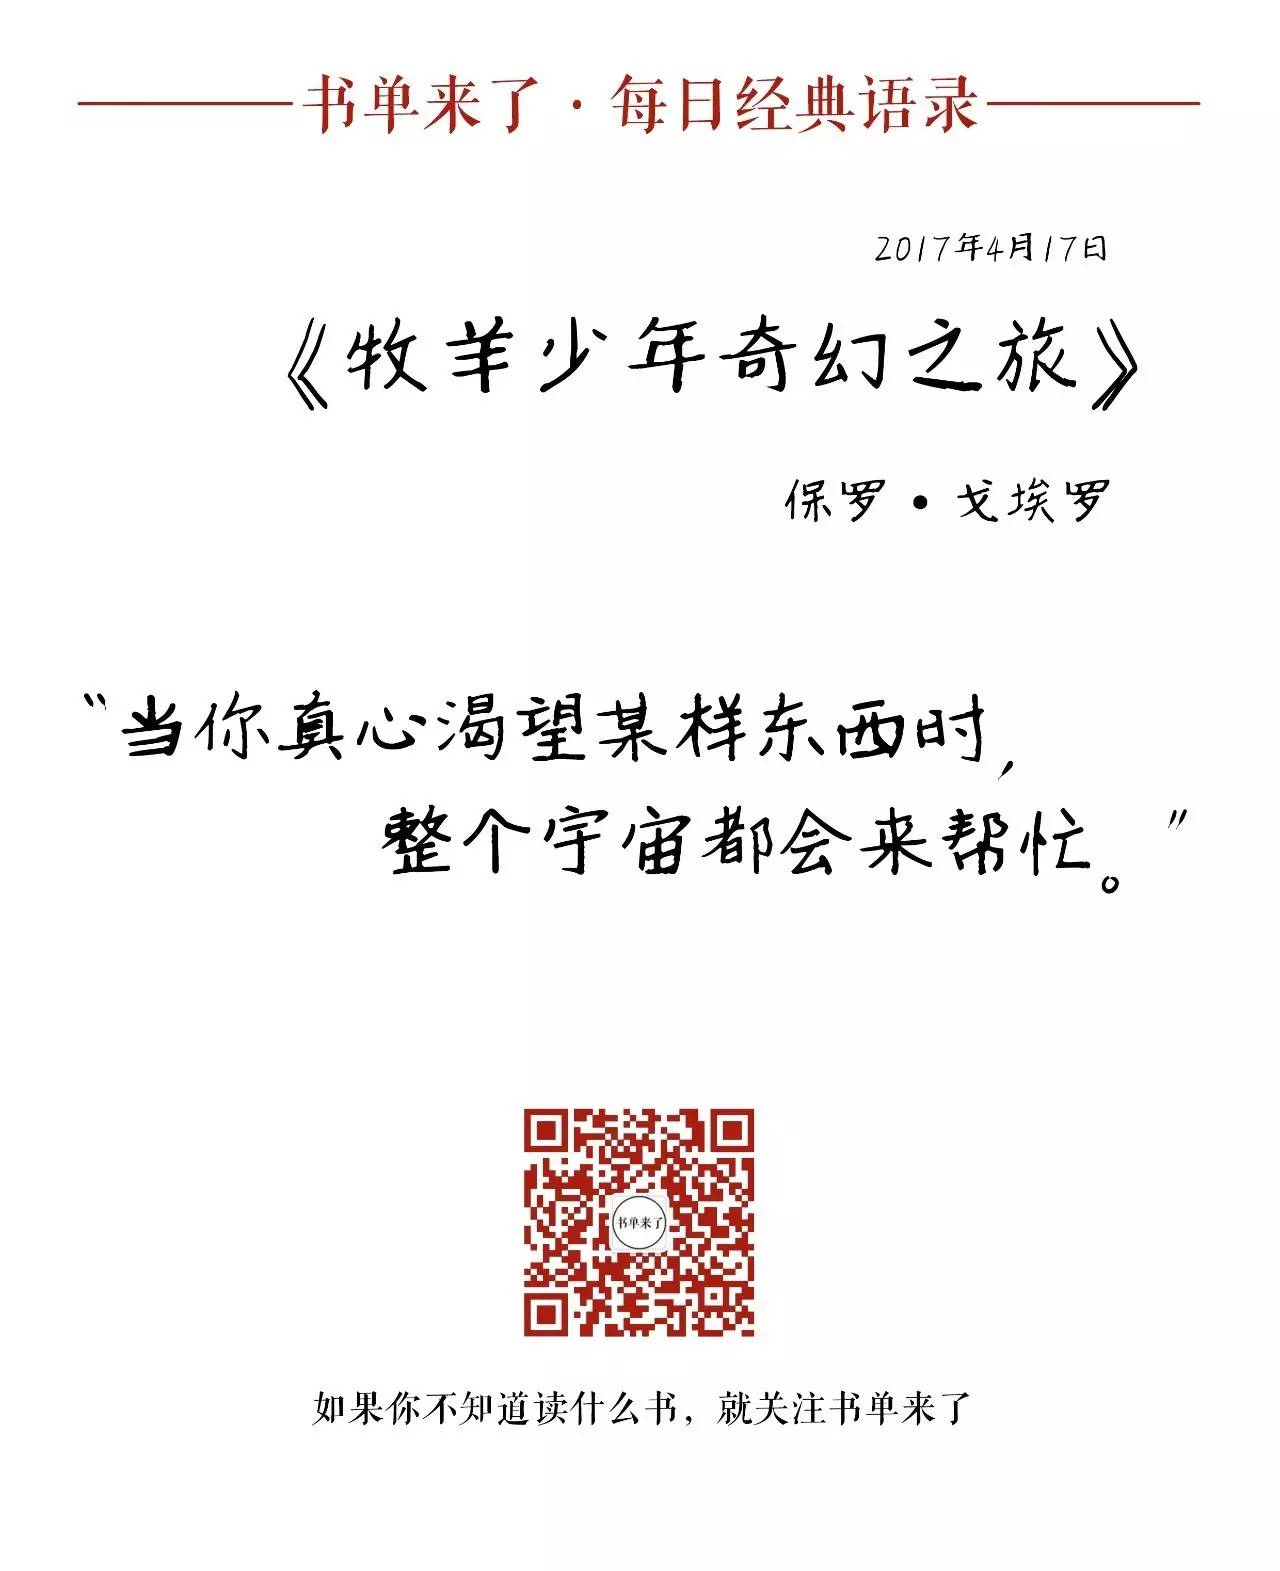 书单来了·每日经典语录
2017年4月17日
《牧羊少年奇幻之旅》
保罗·戈埃罗
“当你真心渴望某样东西时,
整个宇宙都会来帮忙。”
书单来了
如果你不知道读什么书，就关注书单来了